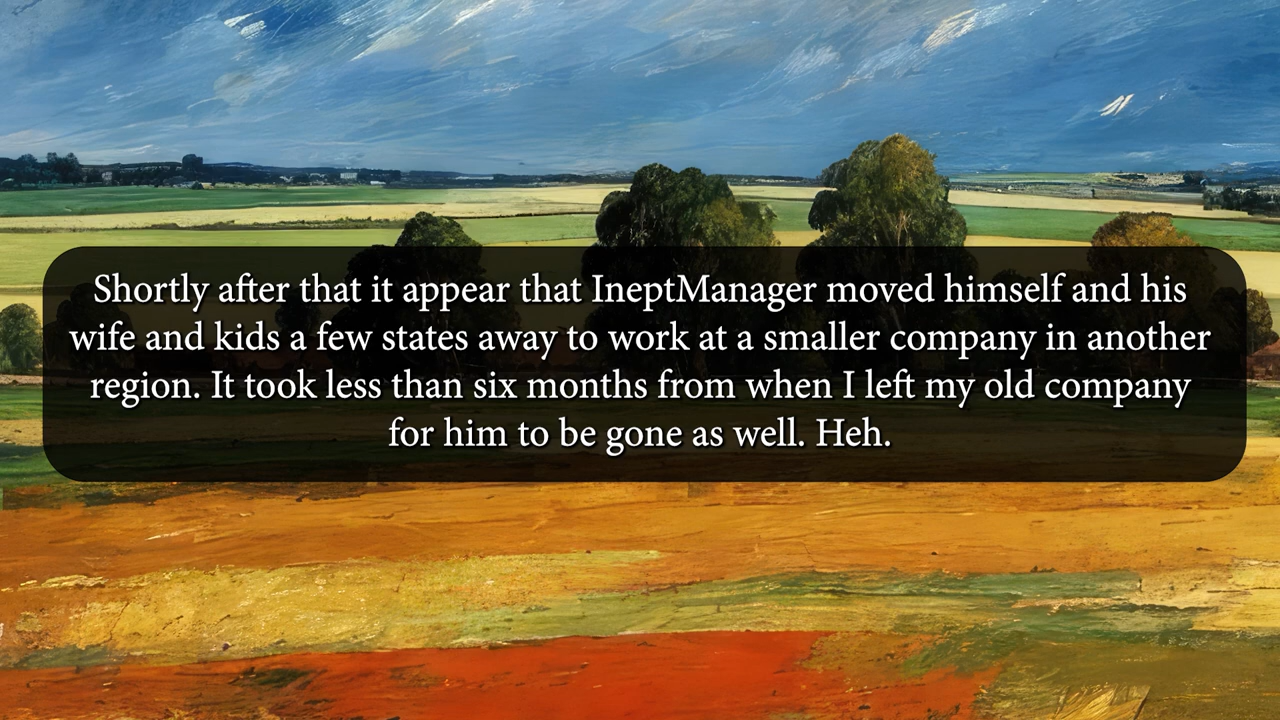 Shortly after that it appear that IneptManager moved himself and his
wife and kids a few states away to work at a smaller company in another
region. It took less than six months from when I left my old company
for him to be gone as well. Heh.